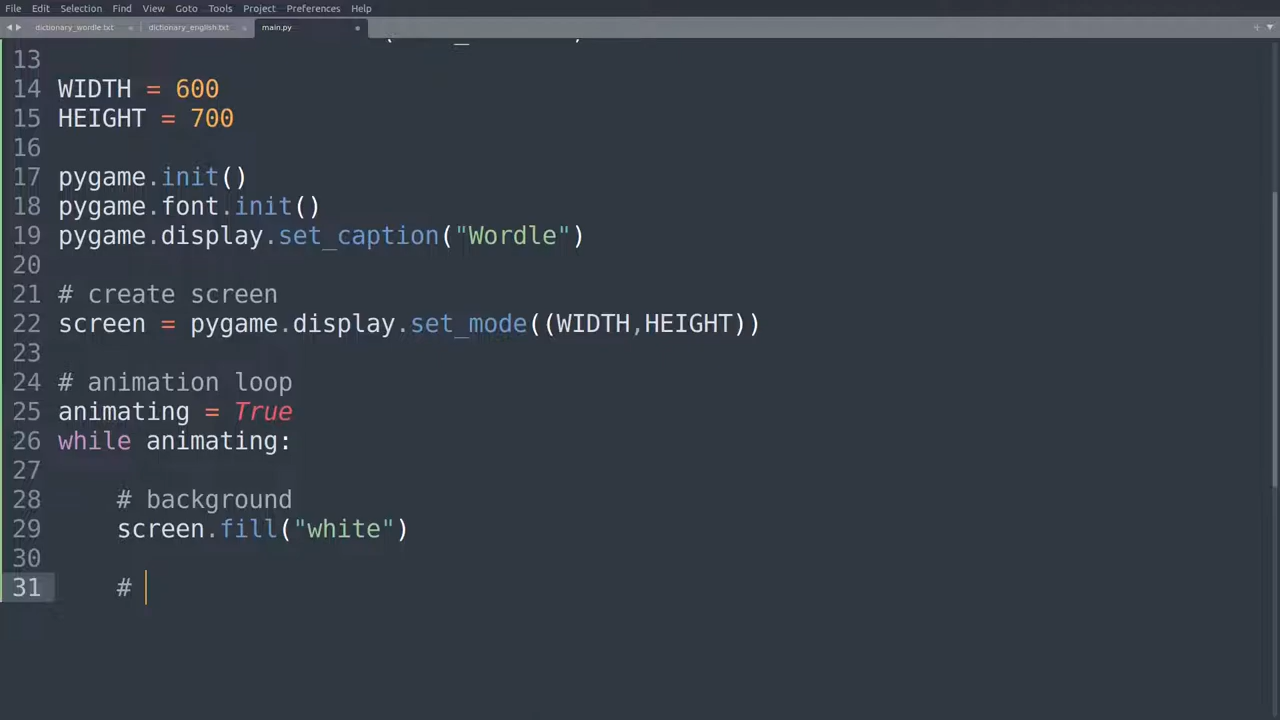 File Edit Selection Find View Goto Tools Project Preferences Help
dictionary_wordle.txt dictionary_english.txt main.py
13
14 WIDTH = 600
15 HEIGHT = 700
16
17 pygame.init()
18 pygame.font.init()
19 pygame.display.set_caption("Wordle")
20
21 # create screen
22 screen = pygame.display.set_mode((WIDTH,HEIGHT))
23
24 # animation loop
25 animating = True
26 while animating:
27
28     # background
29     screen.fill("white")
30
31     #